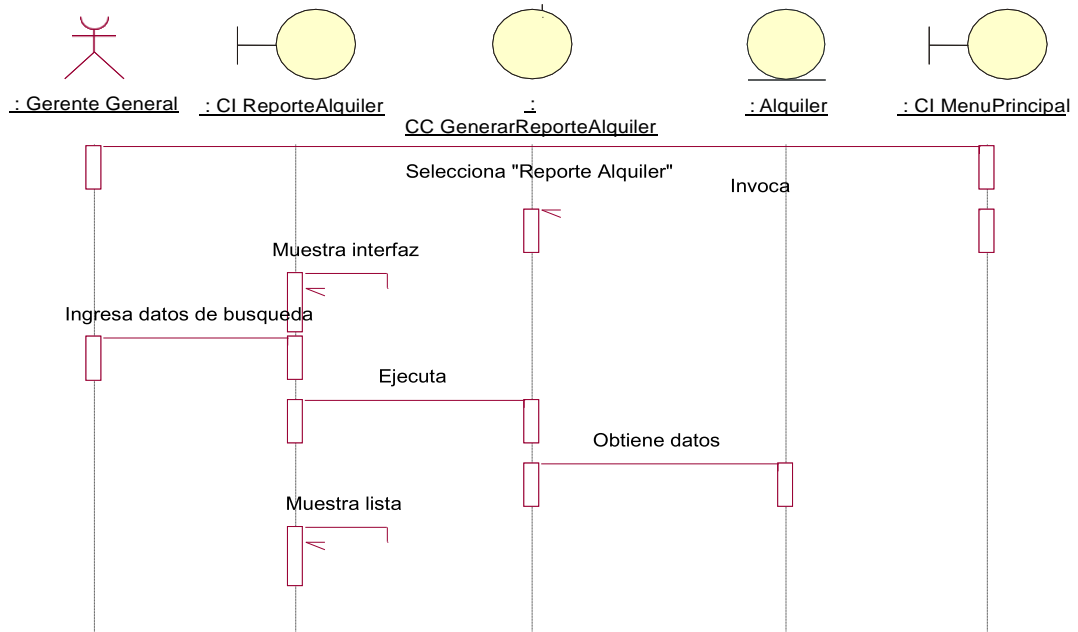 : Gerente General
: CI ReporteAlquiler
:
CC GenerarReporteAlquiler
: Alquiler
: CI MenuPrincipal
Selecciona "Reporte Alquiler"
Invoca
Muestra interfaz
Ingresa datos de busqueda
Ejecuta
Obtiene datos
Muestra lista